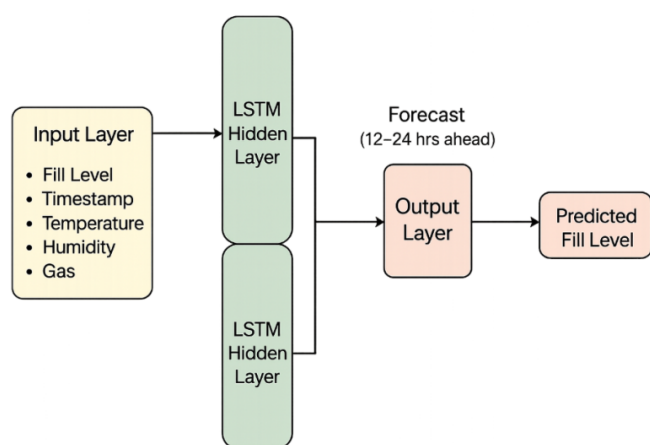 Input Layer
• Fill Level
• Timestamp
• Temperature
• Humidity
• Gas
LSTM
Hidden
Layer
LSTM
Hidden
Layer
Forecast
(12–24 hrs ahead)
Output
Layer
Predicted
Fill Level